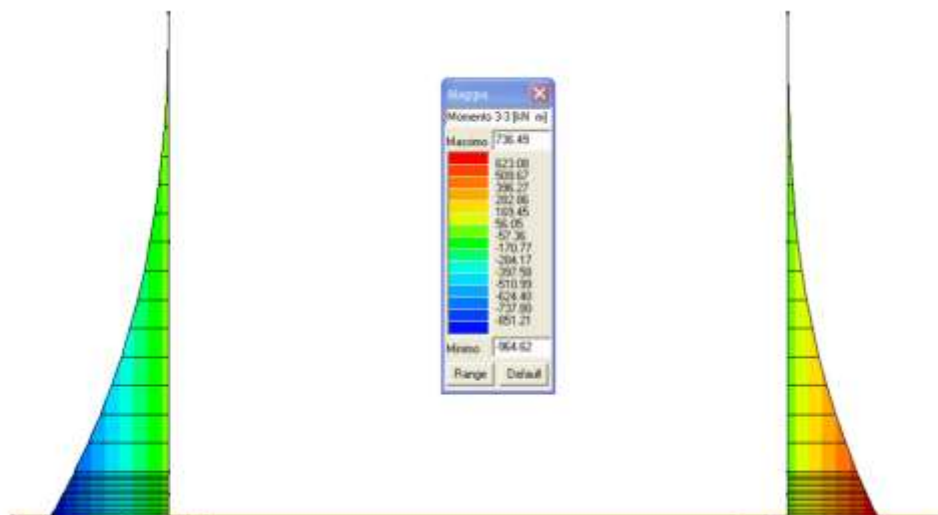 Mappa
Momento 3-3 [kN m]
Massimo 736.49
623.08
509.67
396.27
282.86
169.45
56.05
-57.36
-170.77
-284.17
-397.58
-510.99
-624.40
-737.80
-851.21
Minimo -964.62
Range Default